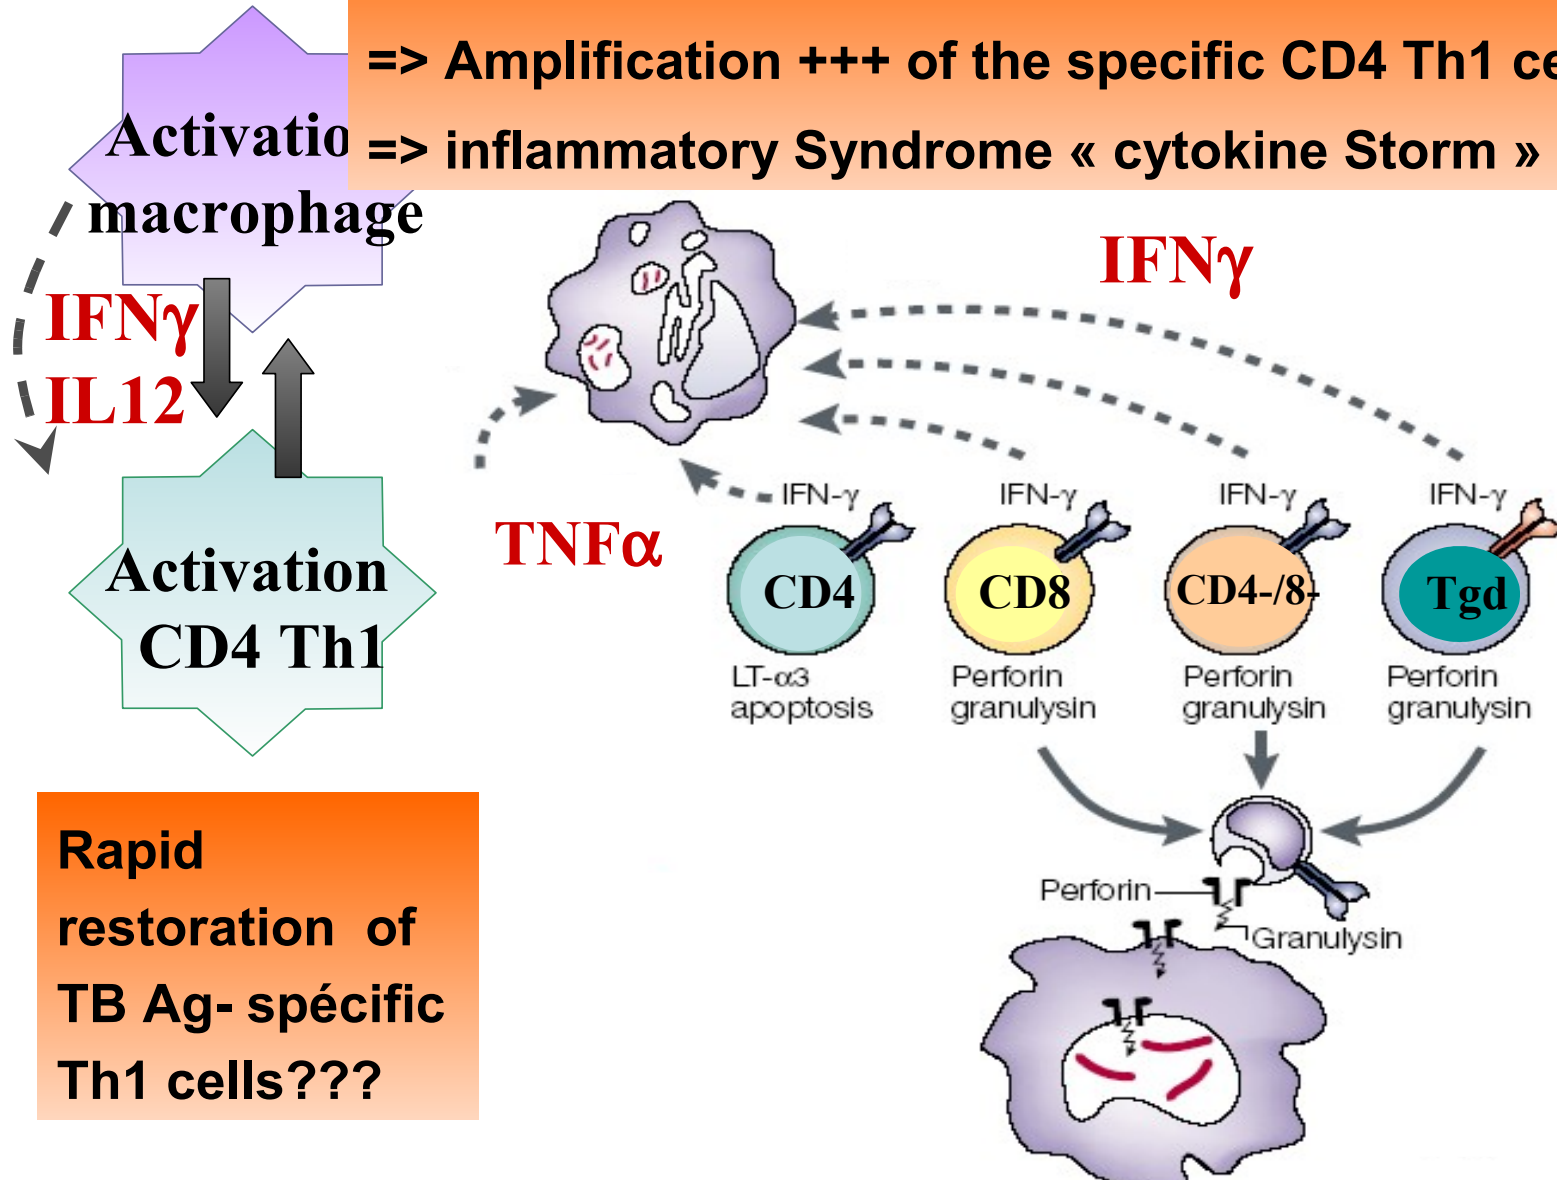 => Amplification +++ of the specific CD4 Th1 ce
=> inflammatory Syndrome « cytokine Storm »
Activatio
macrophage
IFNγ
IL12
Activation
CD4 Th1
Rapid
restoration of
TB Ag- spécific
Th1 cells???
IFNγ
TNFα
IFN-γ
IFN-γ
IFN-γ
IFN-γ
CD4
CD8
CD4-/8-
Tgd
LT-α3
apoptosis
Perforin
granulysin
Perforin
granulysin
Perforin
granulysin
Perforin
Granulysin